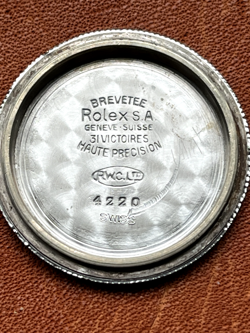 BREVETEE
Rolex S.A
GENEVE-SUISSE
31 VICTOIRES
HAUTE PRECISION
R.W.C.LTD
4220
SWISS